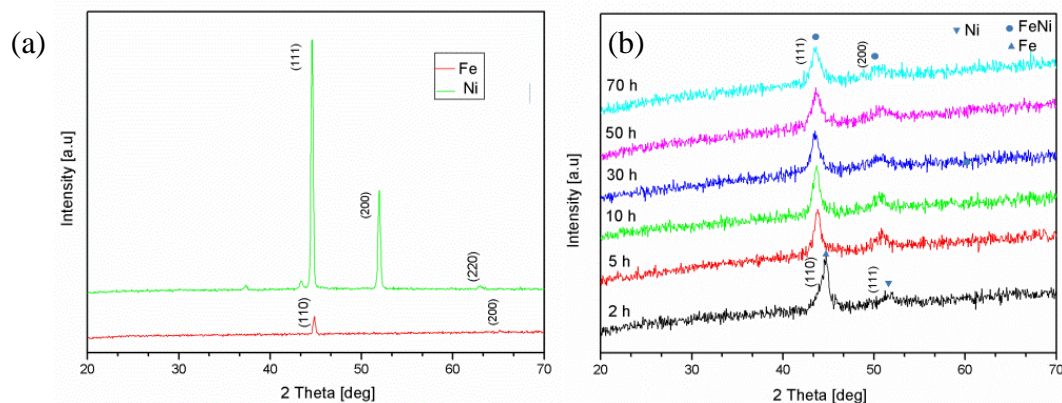 (a)
Intensity [a.u]
(111)
(200)
(220)
(110)
(200)
Fe
Ni
20 30 40 50 60 70
2 Theta [deg]
(b)
Intensity [a.u]
Ni
FeNi
Fe
(111)
(200)
70 h
50 h
30 h
10 h
5 h
(110)
(111)
2 h
20 30 40 50 60 70
2 Theta [deg]